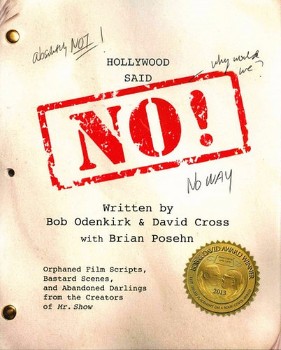 absolutely NOT!
HOLLYWOOD
SAID
why would
we?
NO!
NO WAY
Written by
Bob Odenkirk & David Cross
with Brian Posehn
Orphaned Film Scripts,
Bastard Scenes,
and Abandoned Darlings
from the Creators
of Mr. Show
2013